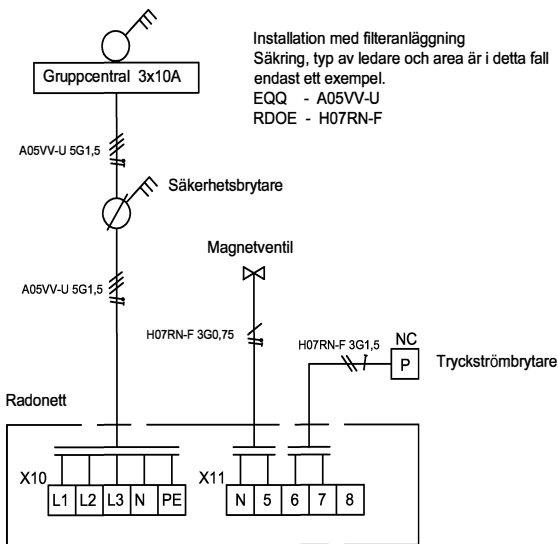 Installation med filteranläggning
Säkring, typ av ledare och area är i detta fall
endast ett exempel.
EQQ - A05VV-U
RDOE - H07RN-F
Gruppcentral 3x10A
A05VV-U 5G1,5
Säkerhetsbrytare
Magnetventil
A05VV-U 5G1,5
H07RN-F 3G0,75
H07RN-F 3G1,5
NC
P
Tryckströmbrytare
Radonett
X10
L1 L2 L3 N PE
X11
N 5 6 7 8